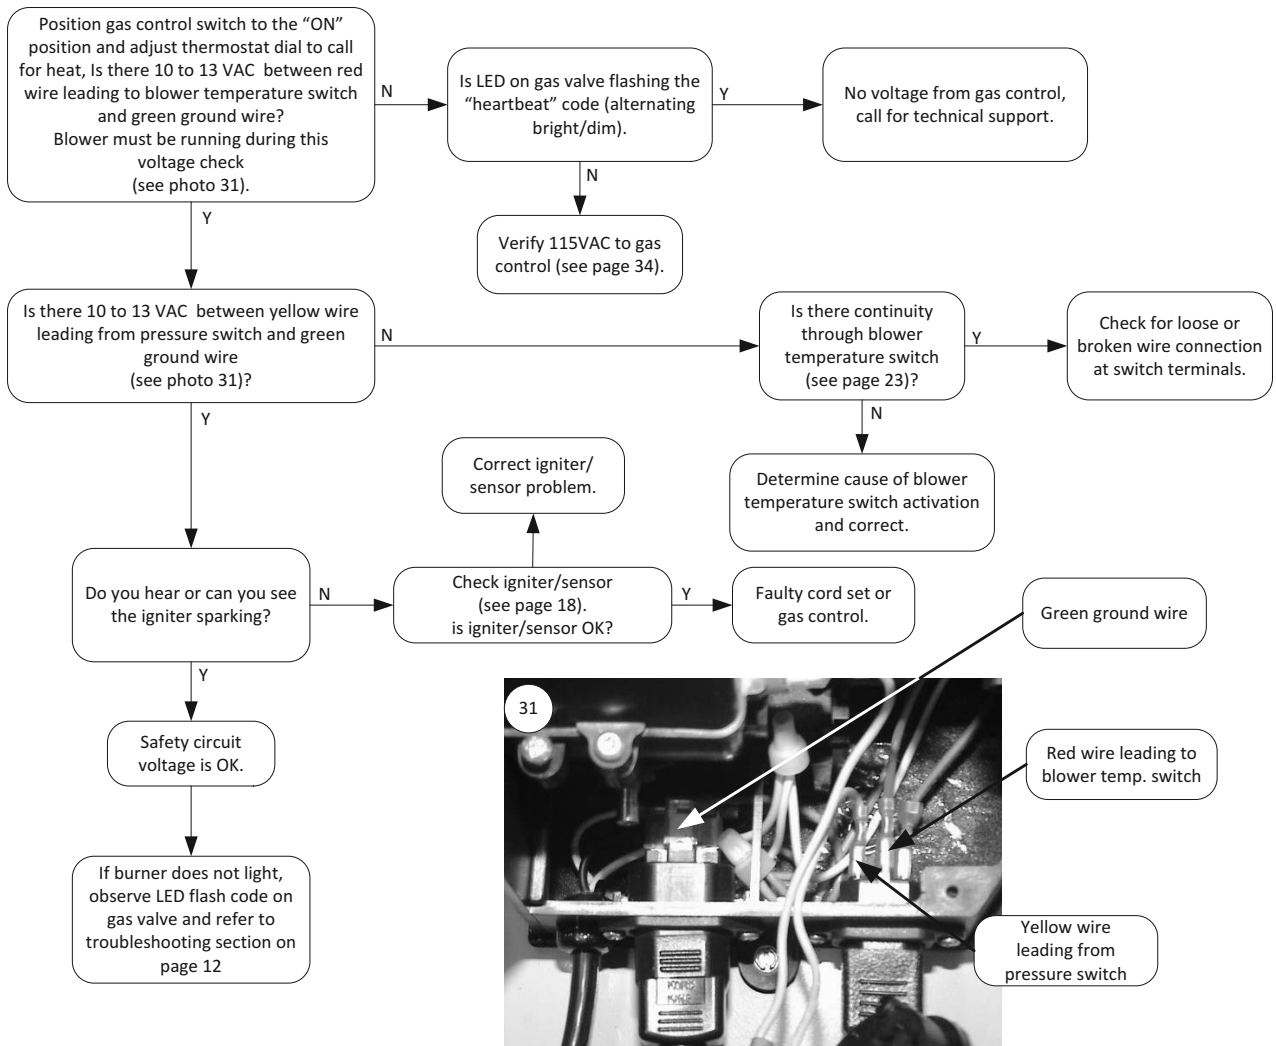 Position gas control switch to the “ON”
position and adjust thermostat dial to call
for heat, Is there 10 to 13 VAC between red
wire leading to blower temperature switch
and green ground wire?
Blower must be running during this
voltage check
(see photo 31).
N
Is LED on gas valve flashing the
“heartbeat” code (alternating
bright/dim).
Y
No voltage from gas control,
call for technical support.
N
Verify 115VAC to gas
control (see page 34).
Y
Is there 10 to 13 VAC between yellow wire
leading from pressure switch and green
ground wire
(see photo 31)?
N
Is there continuity
through blower
temperature switch
(see page 23)?
Y
Check for loose or
broken wire connection
at switch terminals.
N
Determine cause of blower
temperature switch activation
and correct.
Y
Correct igniter/
sensor problem.
Do you hear or can you see
the igniter sparking?
N
Check igniter/sensor
(see page 18).
is igniter/sensor OK?
Y
Faulty cord set or
gas control.
Y
Safety circuit
voltage is OK.
If burner does not light,
observe LED flash code on
gas valve and refer to
troubleshooting section on
page 12
31
Green ground wire
Red wire leading to
blower temp. switch
Yellow wire
leading from
pressure switch